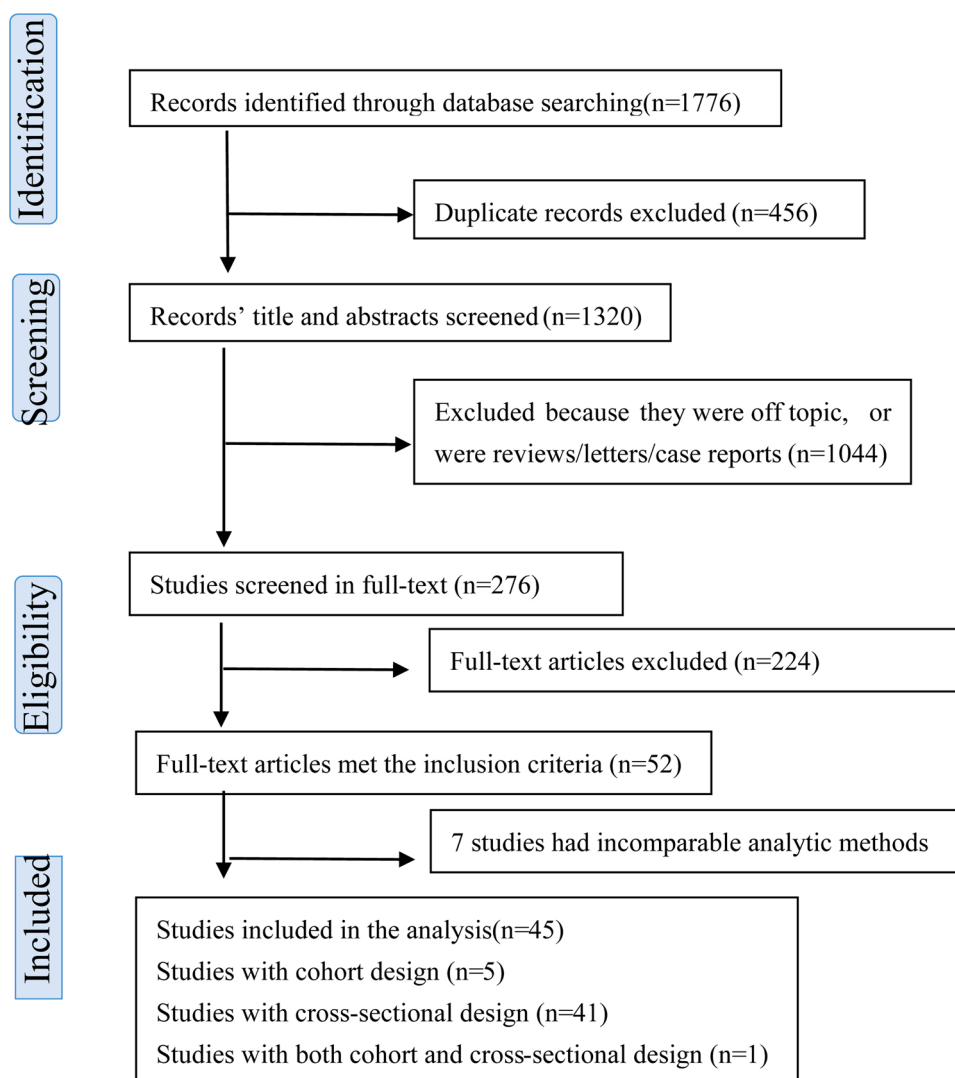 Identification
Records identified through database searching(n=1776)
Duplicate records excluded (n=456)
Screening
Records’ title and abstracts screened (n=1320)
Excluded because they were off topic, or
were reviews/letters/case reports (n=1044)
Eligibility
Studies screened in full-text (n=276)
Full-text articles excluded (n=224)
Full-text articles met the inclusion criteria (n=52)
7 studies had incomparable analytic methods
Included
Studies included in the analysis(n=45)
Studies with cohort design (n=5)
Studies with cross-sectional design (n=41)
Studies with both cohort and cross-sectional design (n=1)